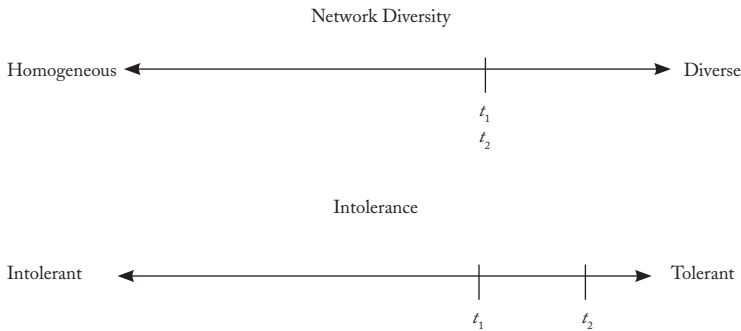 Network Diversity
Homogeneous Diverse
t₁
t₂
Intolerance
Intolerant Tolerant
t₁ t₂